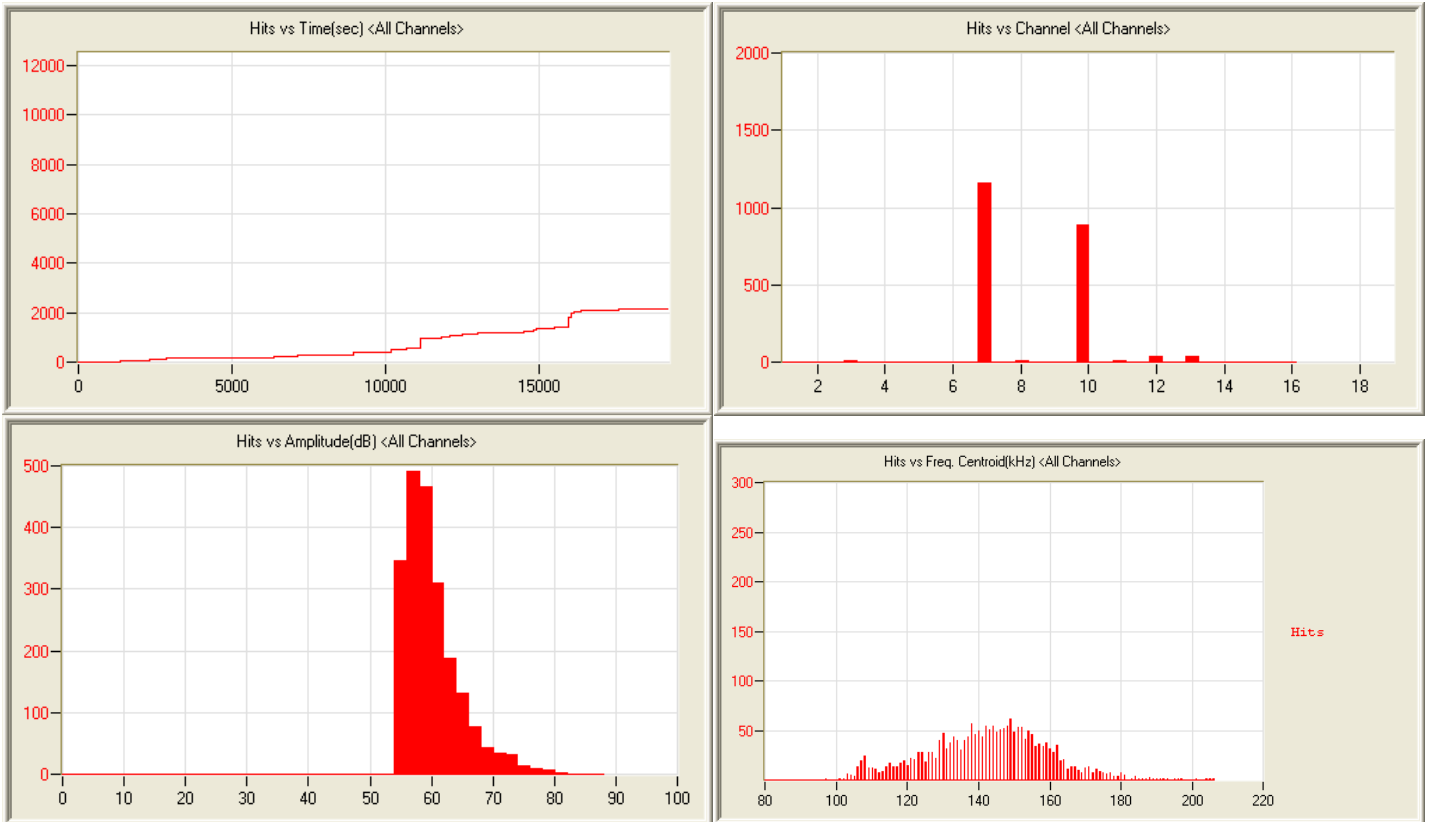 Hits vs Time(sec) <All Channels>
12000
10000
8000
6000
4000
2000
0
0 5000 10000 15000
Hits vs Channel <All Channels>
2000
1500
1000
500
0
2 4 6 8 10 12 14 16 18
Hits vs Amplitude(dB) <All Channels>
500
400
300
200
100
0
0 10 20 30 40 50 60 70 80 90 100
Hits vs Freq. Centroid(kHz) <All Channels>
300
250
200
150
100
50
80 100 120 140 160 180 200 220
Hits